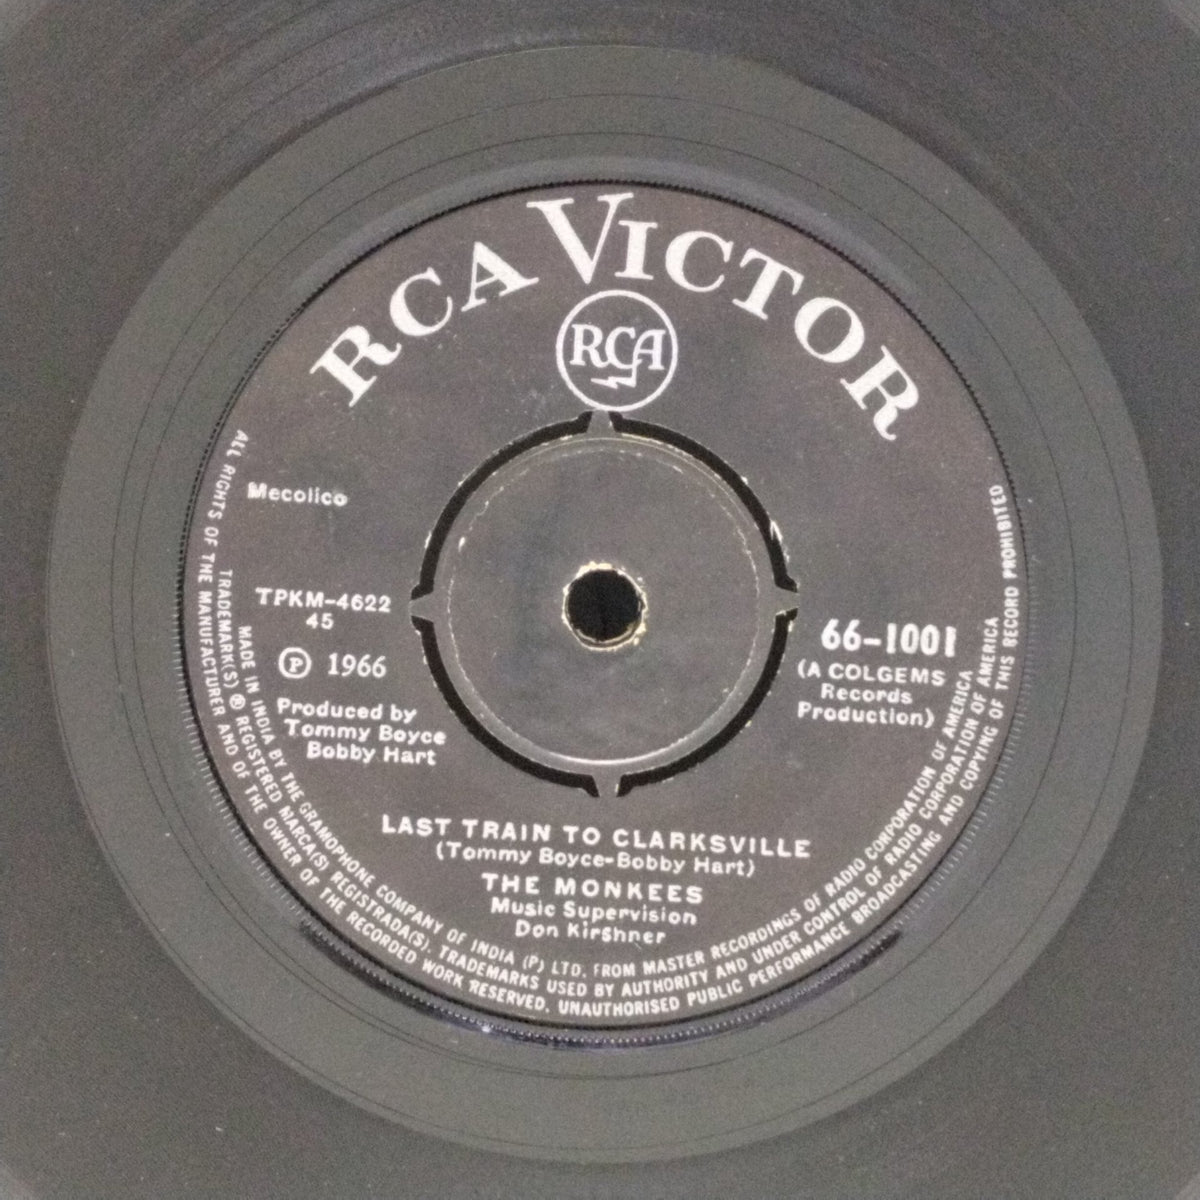 RCA VICTOR
RCA
Mecolico
TPKM-4622
45
Ⓟ 1966
Produced by
Tommy Boyce
Bobby Hart
66-1001
(A COLGEMS
Records
Production)
LAST TRAIN TO CLARKSVILLE
(Tommy Boyce-Bobby Hart)
THE MONKEES
Music Supervision
Don Kirshner
MADE IN INDIA BY THE GRAMOPHONE COMPANY OF INDIA (P) LTD. FROM MASTER RECORDINGS OF RADIO CORPORATION OF AMERICA
TRADEMARK(S) ® REGISTERED MARCA(S) REGISTRADA(S). TRADEMARKS USED BY AUTHORITY AND UNDER CONTROL OF RADIO CORPORATION OF AMERICA
ALL RIGHTS OF THE MANUFACTURER AND OF THE OWNER OF THE RECORDED WORK RESERVED. UNAUTHORISED PUBLIC PERFORMANCE BROADCASTING AND COPYING OF THIS RECORD PROHIBITED